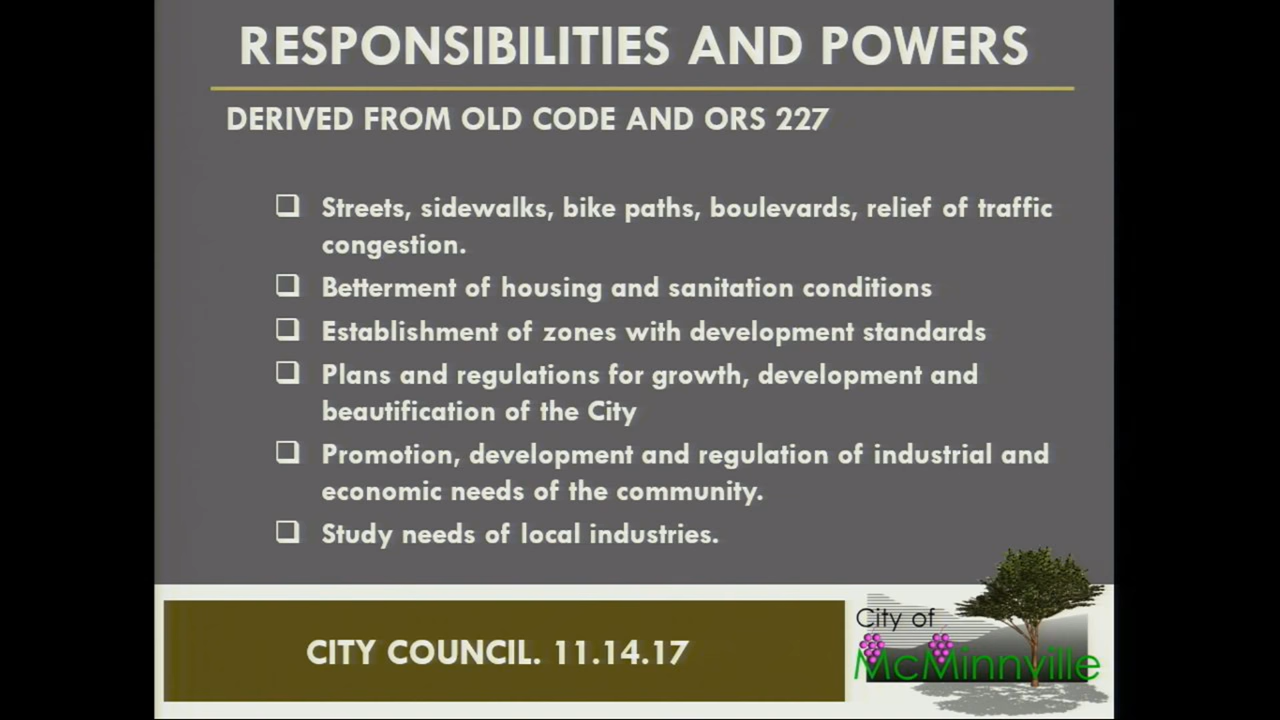 RESPONSIBILITIES AND POWERS
DERIVED FROM OLD CODE AND ORS 227
❑ Streets, sidewalks, bike paths, boulevards, relief of traffic
congestion.
❑ Betterment of housing and sanitation conditions
❑ Establishment of zones with development standards
❑ Plans and regulations for growth, development and
beautification of the City
❑ Promotion, development and regulation of industrial and
economic needs of the community.
❑ Study needs of local industries.
CITY COUNCIL. 11.14.17
City of
McMinnville